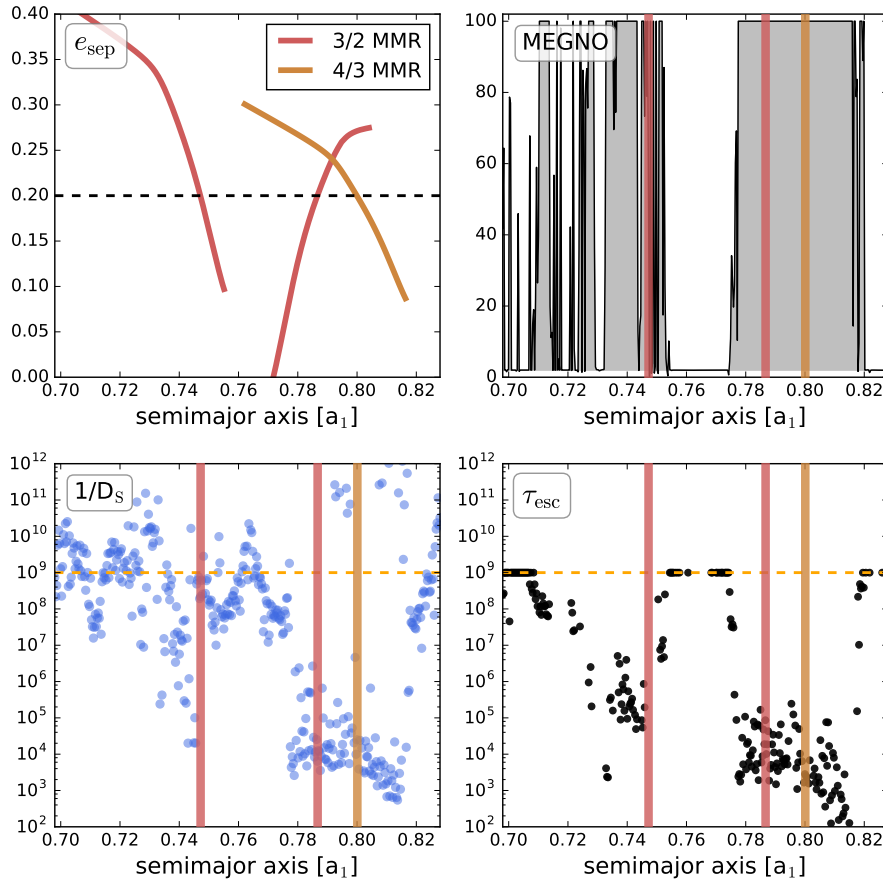 e_sep
3/2 MMR
4/3 MMR
0.40
0.35
0.30
0.25
0.20
0.15
0.10
0.05
0.00
0.70 0.72 0.74 0.76 0.78 0.80 0.82
semimajor axis [a_1]
MEGNO
100
80
60
40
20
0
0.70 0.72 0.74 0.76 0.78 0.80 0.82
semimajor axis [a_1]
1/D_S
10^12
10^11
10^10
10^9
10^8
10^7
10^6
10^5
10^4
10^3
10^2
0.70 0.72 0.74 0.76 0.78 0.80 0.82
semimajor axis [a_1]
τ_esc
10^12
10^11
10^10
10^9
10^8
10^7
10^6
10^5
10^4
10^3
10^2
0.70 0.72 0.74 0.76 0.78 0.80 0.82
semimajor axis [a_1]